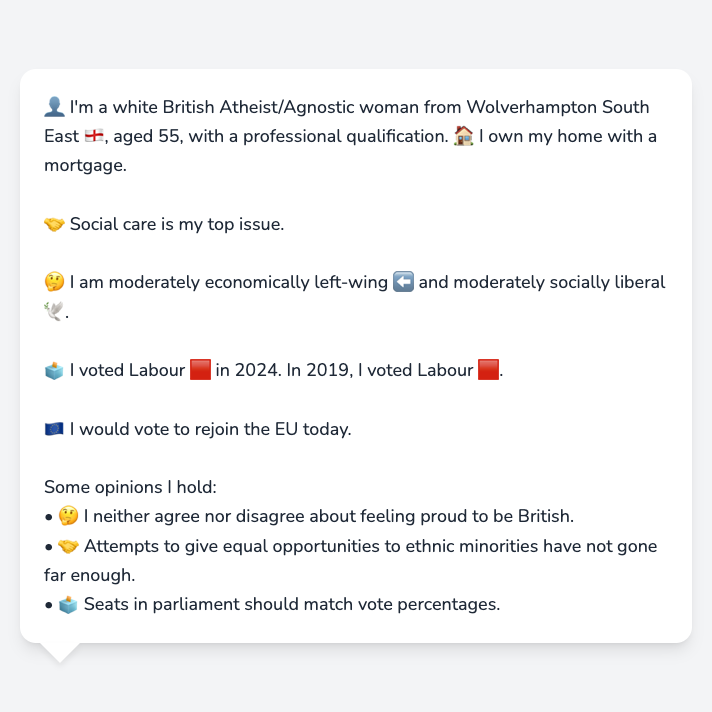 👤 I'm a white British Atheist/Agnostic woman from Wolverhampton South
East 🏴󠁧󠁢󠁥󠁮󠁧󠁿, aged 55, with a professional qualification. 🏠 I own my home with a
mortgage.
🤝 Social care is my top issue.
🤔 I am moderately economically left-wing ⬅️ and moderately socially liberal
🕊️.
🗳️ I voted Labour 🟥 in 2024. In 2019, I voted Labour 🟥.
🇪🇺 I would vote to rejoin the EU today.
Some opinions I hold:
• 🤔 I neither agree nor disagree about feeling proud to be British.
• 🤝 Attempts to give equal opportunities to ethnic minorities have not gone
far enough.
• 🗳️ Seats in parliament should match vote percentages.